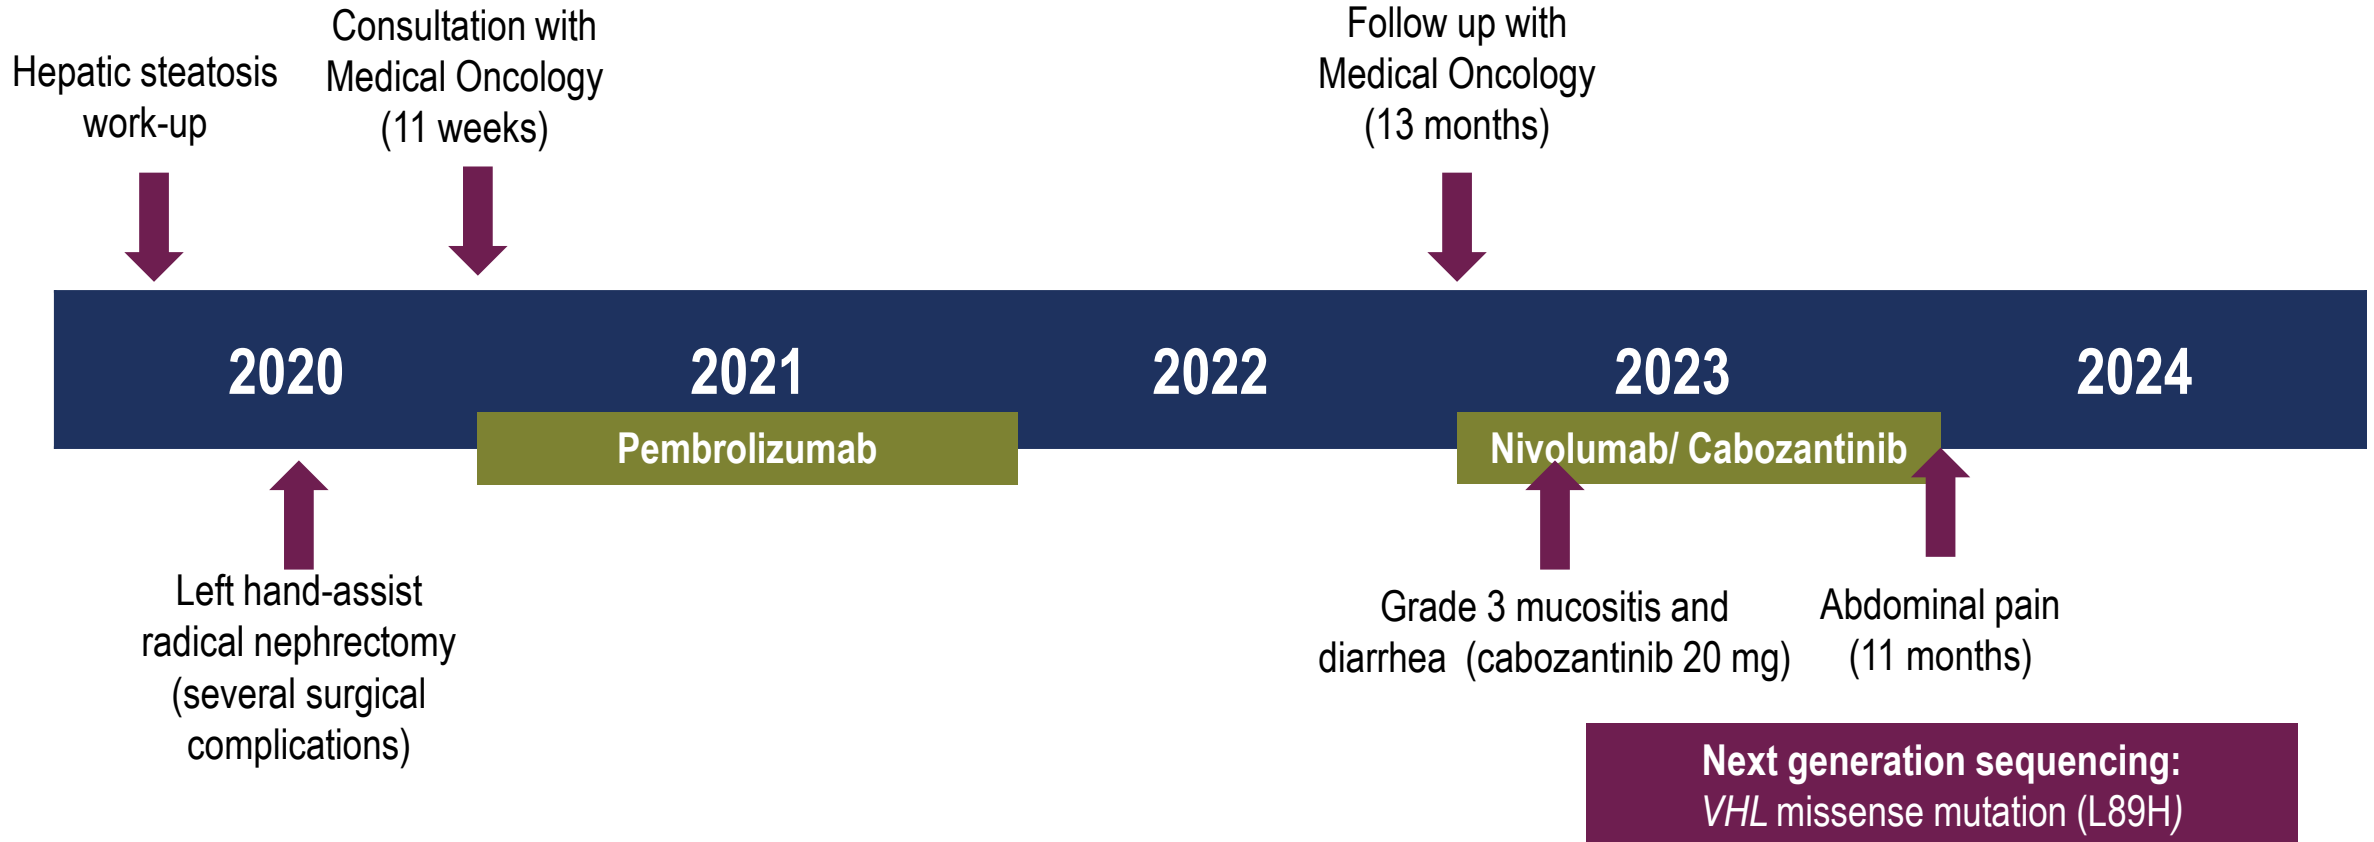 Hepatic steatosis
work-up
Consultation with
Medical Oncology
(11 weeks)
Follow up with
Medical Oncology
(13 months)
2020
2021
2022
2023
2024
Pembrolizumab
Nivolumab/ Cabozantinib
Left hand-assist
radical nephrectomy
(several surgical
complications)
Grade 3 mucositis and
diarrhea (cabozantinib 20 mg)
Abdominal pain
(11 months)
Next generation sequencing:
VHL missense mutation (L89H)